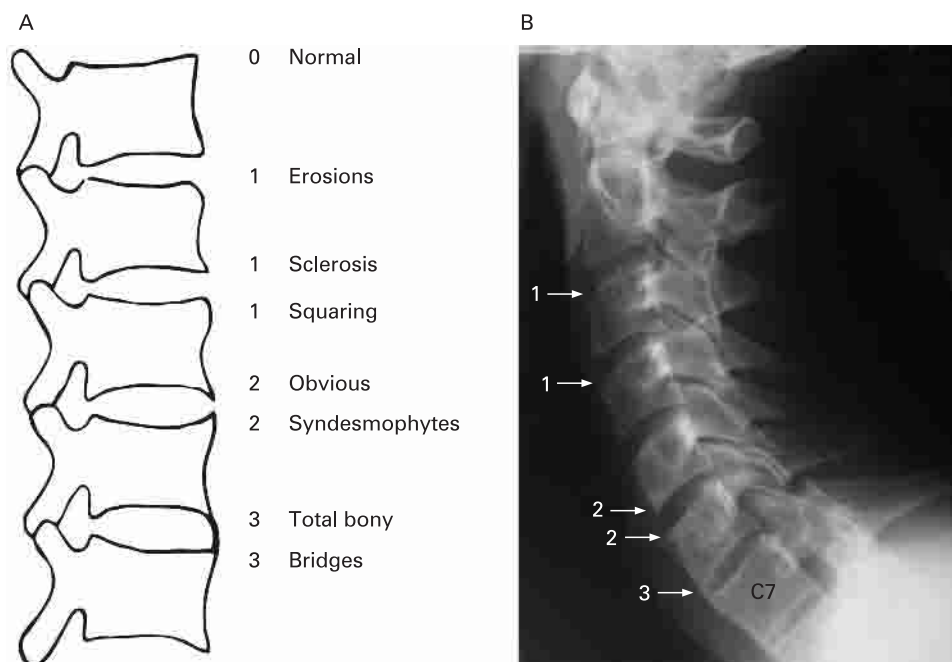 A
0 Normal
1 Erosions
1 Sclerosis
1 Squaring
2 Obvious
2 Syndesmophytes
3 Total bony
3 Bridges
B
1
1
2
2
3
C7